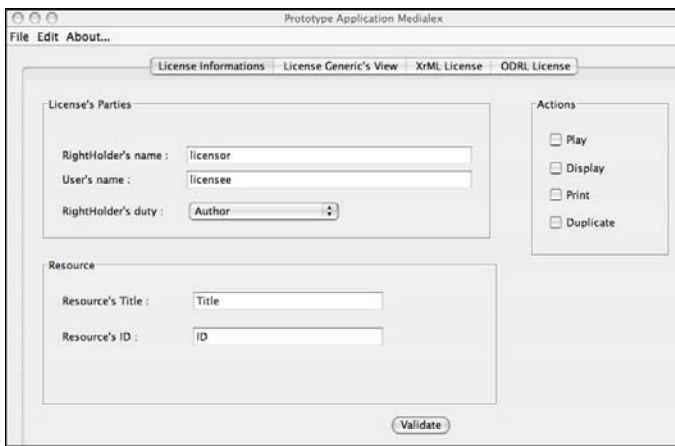 Prototype Application Medialex
File Edit About...
License Informations License Generic's View XrML License ODRL License
License's Parties
RightHolder's name : licensor
User's name : licensee
RightHolder's duty : Author
Actions
Play
Display
Print
Duplicate
Resource
Resource's Title : Title
Resource's ID : ID
Validate